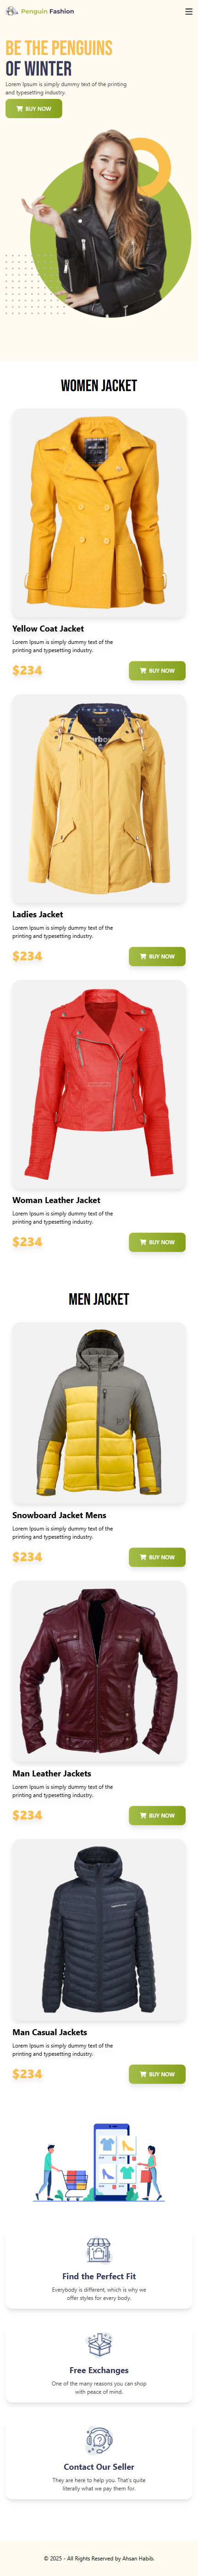 Penguin Fashion
BE THE PENGUINS
OF WINTER
Lorem Ipsum is simply dummy text of the printing
and typesetting industry.
BUY NOW
WOMEN JACKET
Yellow Coat Jacket
Lorem Ipsum is simply dummy text of the
printing and typesetting industry.
$234
BUY NOW
Ladies Jacket
Lorem Ipsum is simply dummy text of the
printing and typesetting industry.
$234
BUY NOW
Woman Leather Jacket
Lorem Ipsum is simply dummy text of the
printing and typesetting industry.
$234
BUY NOW
MEN JACKET
Snowboard Jacket Mens
Lorem Ipsum is simply dummy text of the
printing and typesetting industry.
$234
BUY NOW
Man Leather Jackets
Lorem Ipsum is simply dummy text of the
printing and typesetting industry.
$234
BUY NOW
Man Casual Jackets
Lorem Ipsum is simply dummy text of the
printing and typesetting industry.
$234
BUY NOW
Find the Perfect Fit
Everybody is different, which is why we
offer styles for every body.
Free Exchanges
One of the many reasons you can shop
with peace of mind.
Contact Our Seller
They are here to help you. That's quite
literally what we pay them for.
© 2025 - All Rights Reserved by Ahsan Habib.